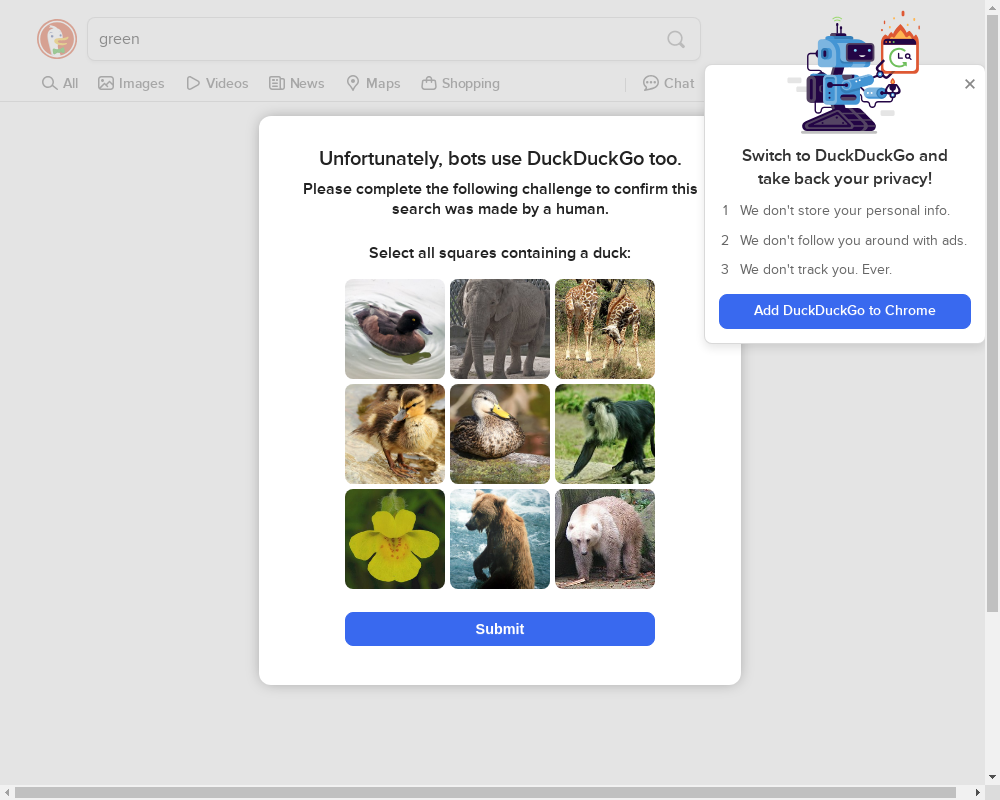 green
All
Images
Videos
News
Maps
Shopping
Chat
Unfortunately, bots use DuckDuckGo too.
Please complete the following challenge to confirm this
search was made by a human.
Select all squares containing a duck:
Submit
Switch to DuckDuckGo and
take back your privacy!
1 We don't store your personal info.
2 We don't follow you around with ads.
3 We don't track you. Ever.
Add DuckDuckGo to Chrome